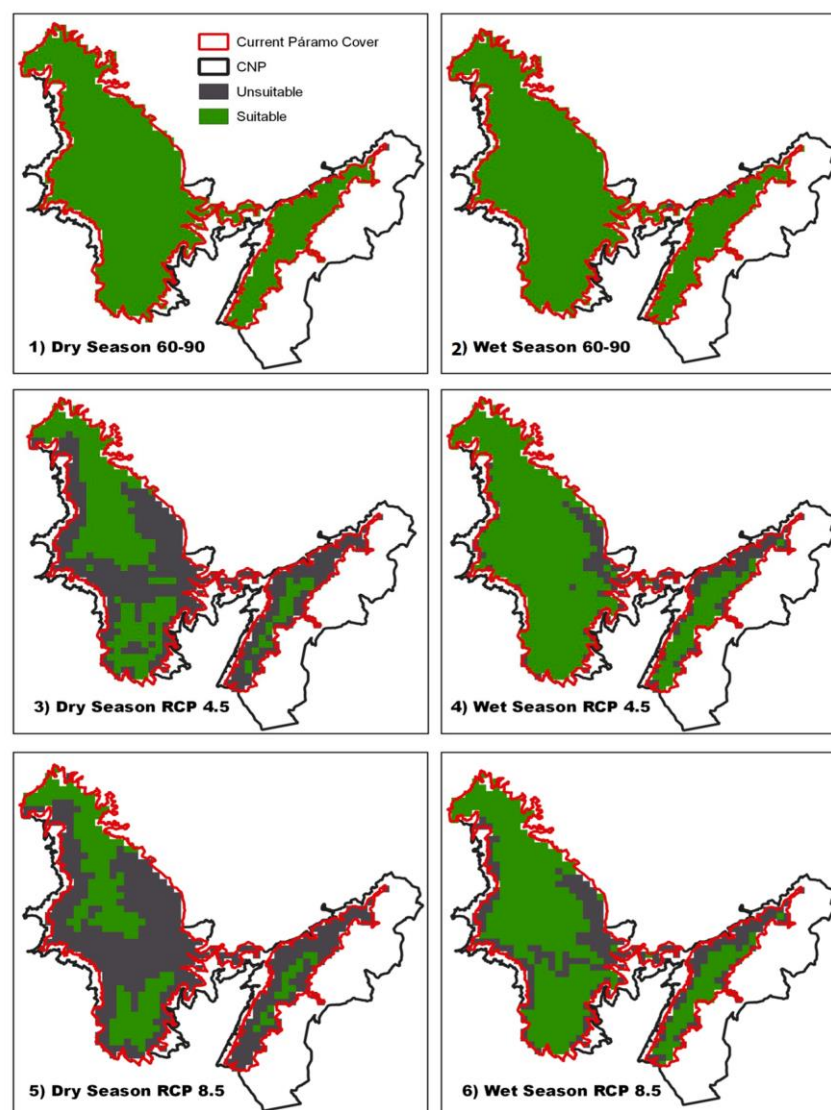 Current Páramo Cover
CNP
Unsuitable
Suitable
1) Dry Season 60-90
2) Wet Season 60-90
3) Dry Season RCP 4.5
4) Wet Season RCP 4.5
5) Dry Season RCP 8.5
6) Wet Season RCP 8.5